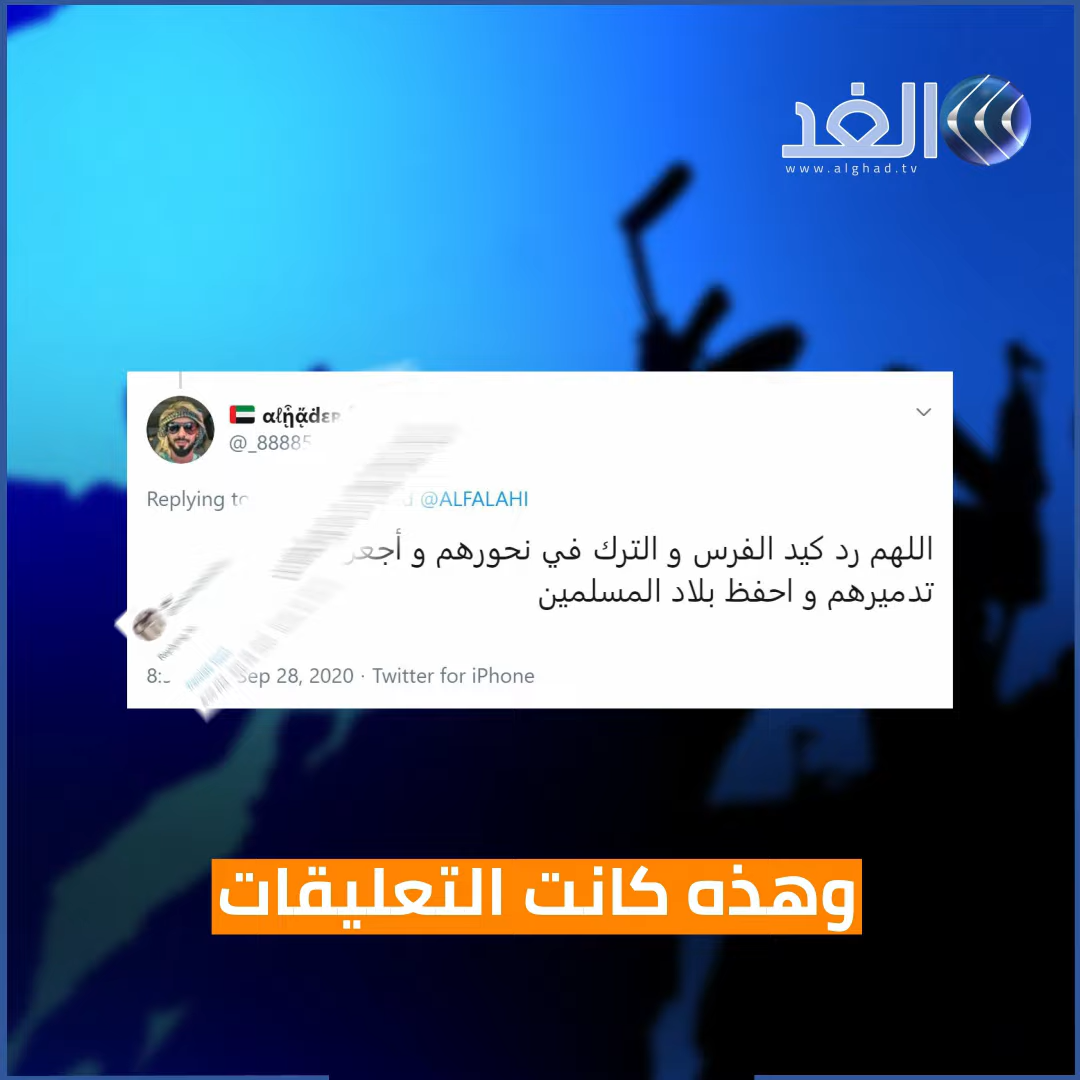 الغد
www.alghad.tv
@_8888
Replying to @ALFALAHI
اللهم رد كيد الفرس و الترك في نحورهم و
تدميرهم و احفظ بلاد المسلمين
Sep 28, 2020 · Twitter for iPhone
وهذه كانت التعليقات